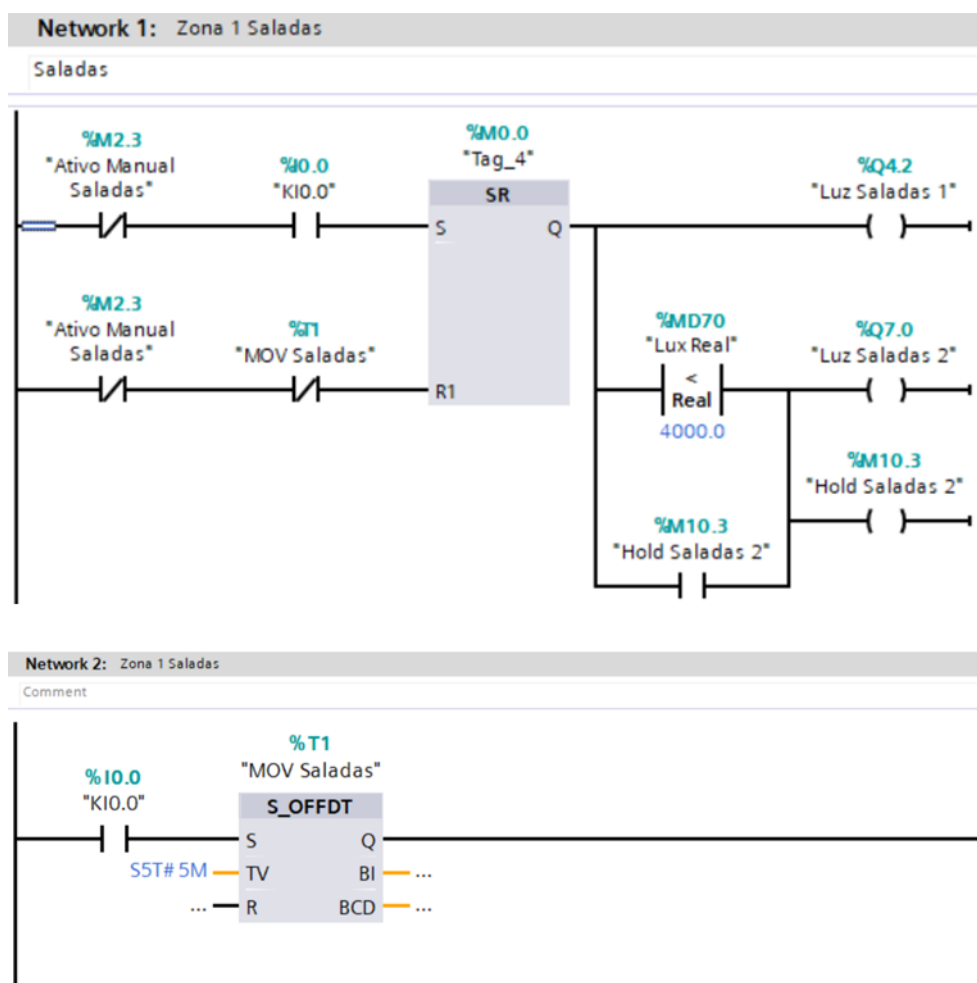 Network 1: Zona 1 Saladas
Saladas
%M2.3
"Ativo Manual
Saladas"
%I0.0
"KI0.0"
%M0.0
"Tag_4"
SR
S
Q
%Q4.2
"Luz Saladas 1"
%M2.3
"Ativo Manual
Saladas"
%T1
"MOV Saladas"
R1
%MD70
"Lux Real"
<
Real
4000.0
%Q7.0
"Luz Saladas 2"
%M10.3
"Hold Saladas 2"
%M10.3
"Hold Saladas 2"
Network 2: Zona 1 Saladas
Comment
%I0.0
"KI0.0"
%T1
"MOV Saladas"
S_OFFDT
S Q
S5T#5M TV BI ...
... R BCD ...